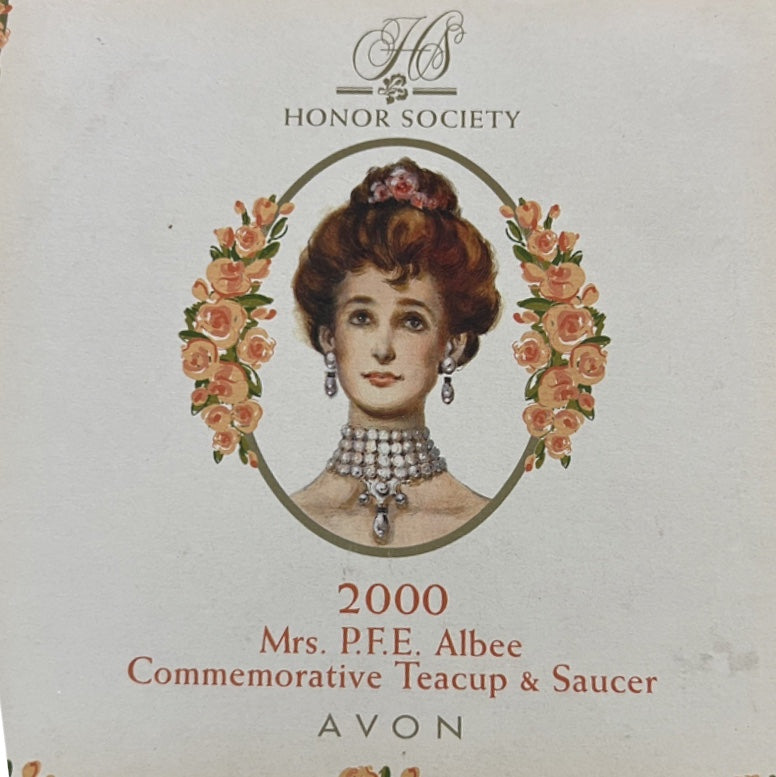 HS
HONOR SOCIETY
2000
Mrs. P.F.E. Albee
Commemorative Teacup & Saucer
AVON